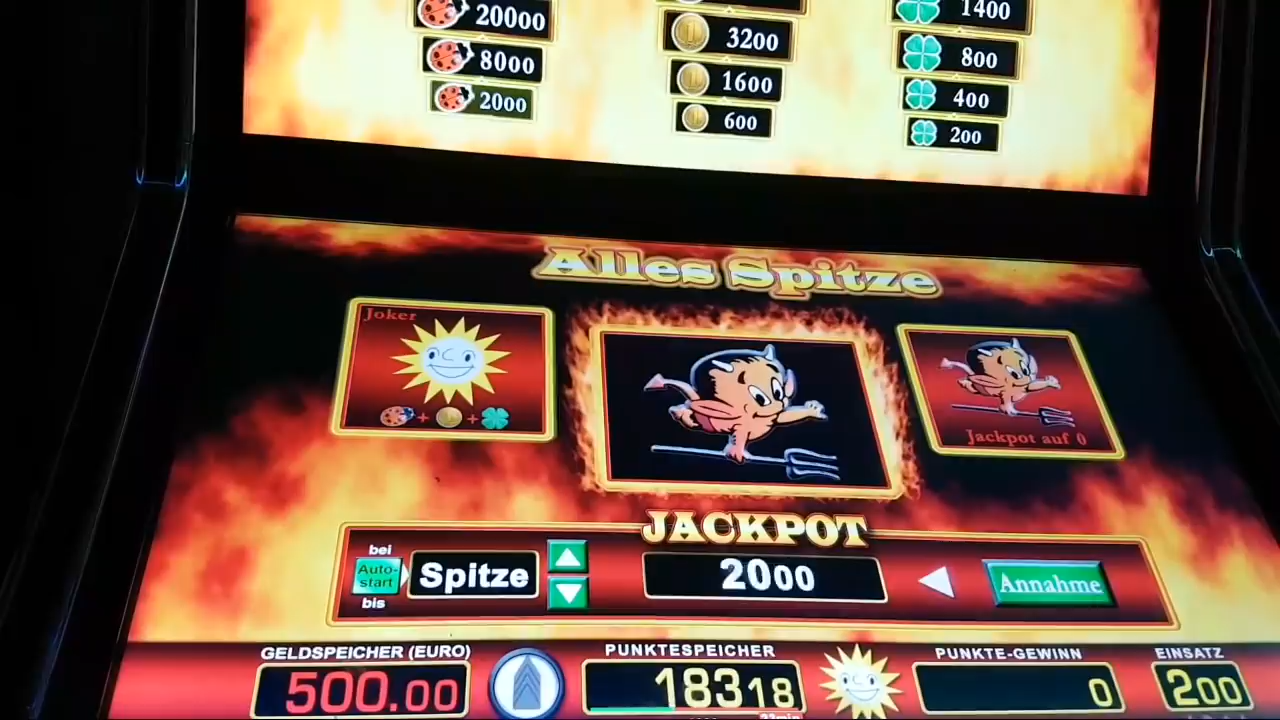 20000
3200
1400
8000
1600
800
2000
600
400
200
Alles Spitze
Joker
+ +
Jackpot auf 0
JACKPOT
bei
Auto-
start
bis
Spitze
2000
Annahme
GELDSPEICHER (EURO)
PUNKTESPEICHER
PUNKTE-GEWINN
EINSATZ
500.00
18318
0
200